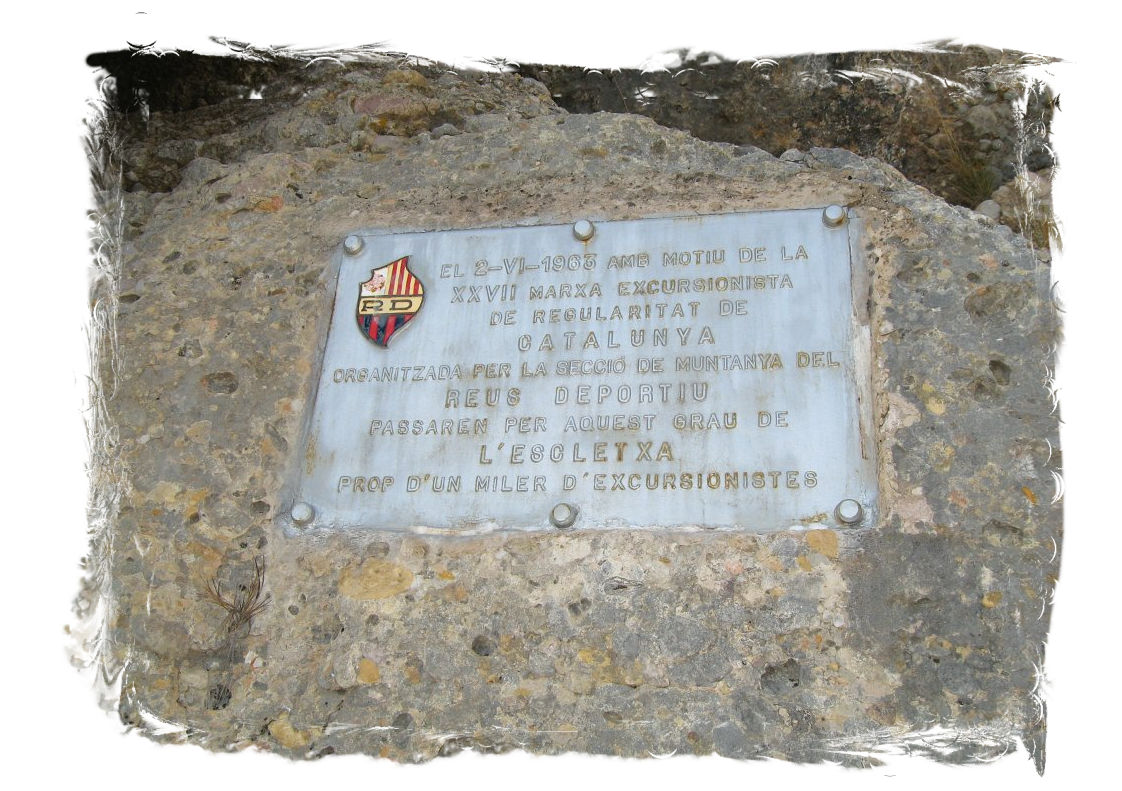 RD
EL 2-VI-1963 AMB MOTIU DE LA
XXVII MARXA EXCURSIONISTA
DE REGULARITAT DE
CATALUNYA
ORGANITZADA PER LA SECCIÓ DE MUNTANYA DEL
REUS DEPORTIU
PASSAREN PER AQUEST GRAU DE
L'ESCLETXA
PROP D'UN MILER D'EXCURSIONISTES